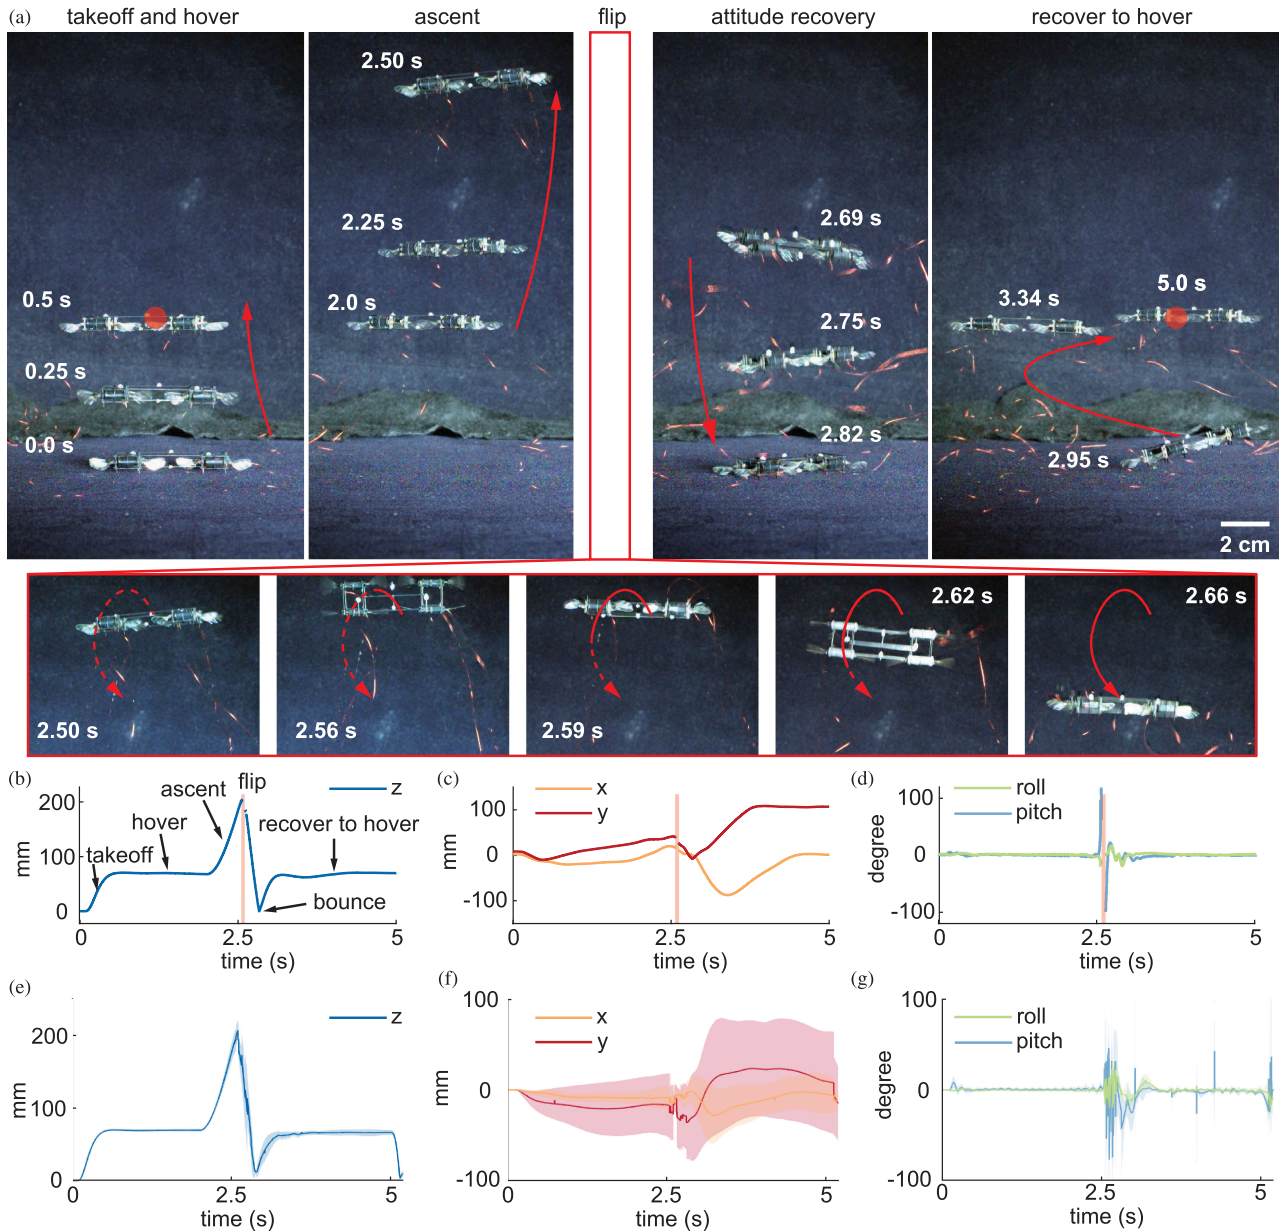 (a) takeoff and hover ascent flip attitude recovery recover to hover
0.5 s
0.25 s
0.0 s
2.50 s
2.25 s
2.0 s
2.69 s
2.75 s
2.82 s
3.34 s
5.0 s
2.95 s
2 cm
2.50 s
2.56 s
2.59 s
2.62 s
2.66 s
(b)
z
flip
ascent
hover
takeoff
recover to hover
bounce
mm
200
100
0
0 2.5 5
time (s)
(c)
x
y
mm
100
0
-100
0 2.5 5
time (s)
(d)
roll
pitch
degree
100
0
-100
0 2.5 5
time (s)
(e)
z
mm
200
100
0
0 2.5 5
time (s)
(f)
x
y
mm
100
0
-100
0 2.5 5
time (s)
(g)
roll
pitch
degree
100
0
-100
0 2.5 5
time (s)